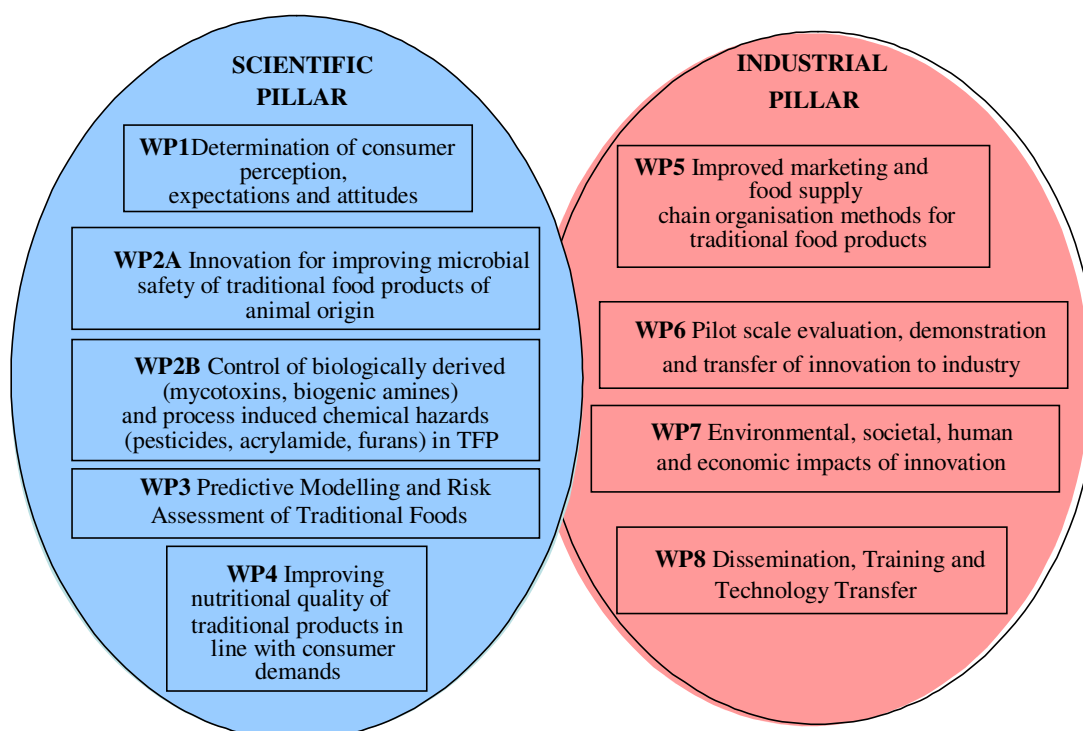 SCIENTIFIC
PILLAR
WP1Determination of consumer
perception,
expectations and attitudes
WP2A Innovation for improving microbial
safety of traditional food products of
animal origin
WP2B Control of biologically derived
(mycotoxins, biogenic amines)
and process induced chemical hazards
(pesticides, acrylamide, furans) in TFP
WP3 Predictive Modelling and Risk
Assessment of Traditional Foods
WP4 Improving
nutritional quality of
traditional products in
line with consumer
demands
INDUSTRIAL
PILLAR
WP5 Improved marketing and
food supply
chain organisation methods for
traditional food products
WP6 Pilot scale evaluation, demonstration
and transfer of innovation to industry
WP7 Environmental, societal, human
and economic impacts of innovation
WP8 Dissemination, Training and
Technology Transfer